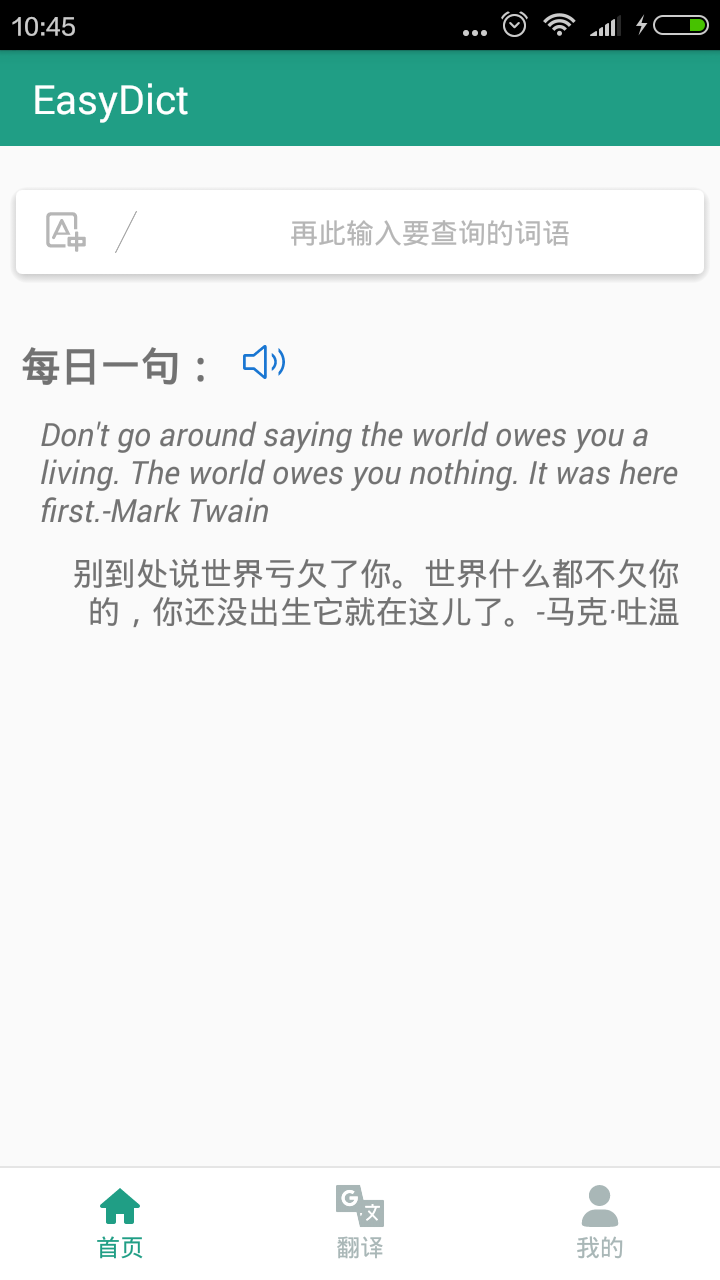 10:45
EasyDict
再此输入要查询的词语
每日一句：
Don't go around saying the world owes you a
living. The world owes you nothing. It was here
first.-Mark Twain
别到处说世界亏欠了你。世界什么都不欠你
的，你还没出生它就在这儿了。-马克·吐温
首页
翻译
我的